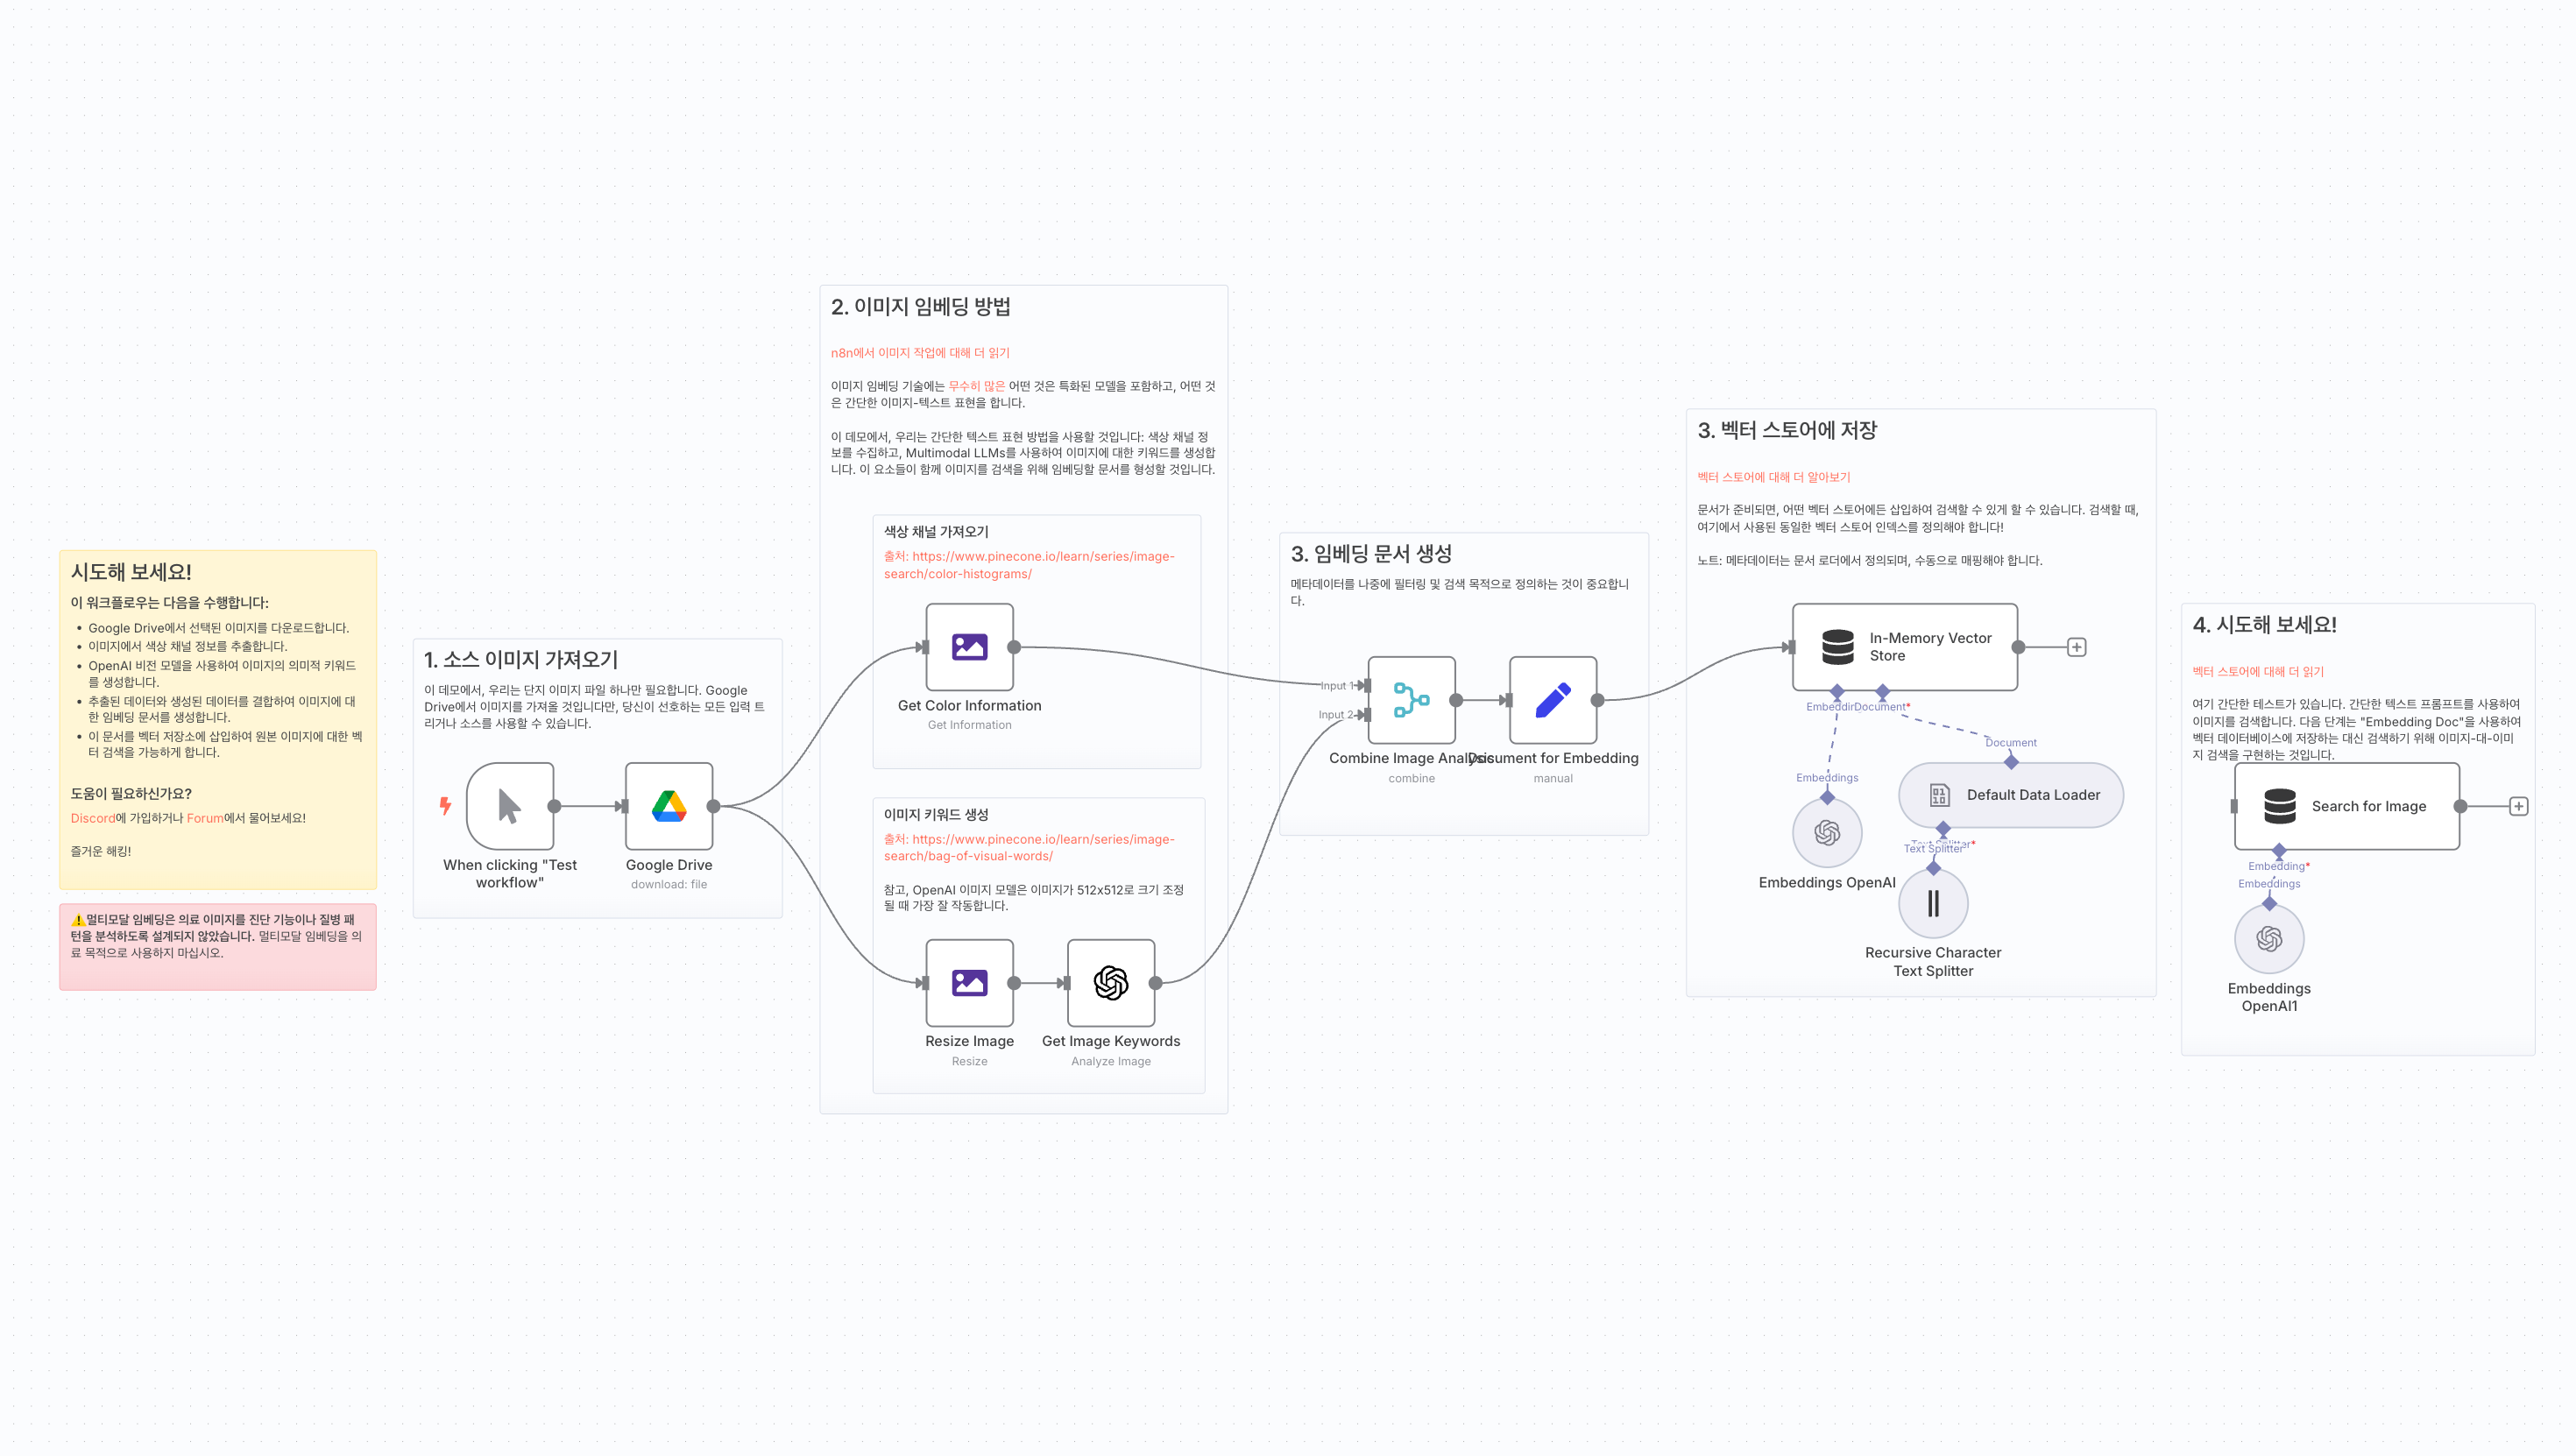 시도해 보세요!
이 워크플로우는 다음을 수행합니다:
• Google Drive에서 선택된 이미지를 다운로드합니다.
• 이미지에서 색상 채널 정보를 추출합니다.
• OpenAI 비전 모델을 사용하여 이미지의 의미적 키워드
를 생성합니다.
• 추출된 데이터와 생성된 데이터를 결합하여 이미지에 대
한 임베딩 문서를 생성합니다.
• 이 문서를 벡터 저장소에 삽입하여 원본 이미지에 대한 벡
터 검색을 가능하게 합니다.
도움이 필요하신가요?
Discord에 가입하거나 Forum에서 물어보세요!
즐거운 해킹!
⚠️멀티모달 임베딩은 의료 이미지를 진단 기능이나 질병 패
턴을 분석하도록 설계되지 않았습니다. 멀티모달 임베딩을 의
료 목적으로 사용하지 마십시오.
1. 소스 이미지 가져오기
이 데모에서, 우리는 단지 이미지 파일 하나만 필요합니다. Google
Drive에서 이미지를 가져올 것입니다만, 당신이 선호하는 모든 입력 트
리거나 소스를 사용할 수 있습니다.
When clicking "Test
workflow"
Google Drive
download: file
2. 이미지 임베딩 방법
n8n에서 이미지 작업에 대해 더 읽기
이미지 임베딩 기술에는 무수히 많은 어떤 것은 특화된 모델을 포함하고, 어떤 것
은 간단한 이미지-텍스트 표현을 합니다.
이 데모에서, 우리는 간단한 텍스트 표현 방법을 사용할 것입니다: 색상 채널 정
보를 수집하고, Multimodal LLMs를 사용하여 이미지에 대한 키워드를 생성합
니다. 이 요소들이 함께 이미지를 검색을 위해 임베딩할 문서를 형성할 것입니다.
색상 채널 가져오기
출처: https://www.pinecone.io/learn/series/image-
search/color-histograms/
Get Color Information
Get Information
이미지 키워드 생성
출처: https://www.pinecone.io/learn/series/image-
search/bag-of-visual-words/
참고, OpenAI 이미지 모델은 이미지가 512x512로 크기 조정
될 때 가장 잘 작동합니다.
Resize Image
Resize
Get Image Keywords
Analyze Image
3. 임베딩 문서 생성
메타데이터를 나중에 필터링 및 검색 목적으로 정의하는 것이 중요합니
다.
Input 1
Input 2
Combine Image Analysis
combine
Document for Embedding
manual
3. 벡터 스토어에 저장
벡터 스토어에 대해 더 알아보기
문서가 준비되면, 어떤 벡터 스토어에든 삽입하여 검색할 수 있게 할 수 있습니다. 검색할 때,
여기에서 사용된 동일한 벡터 스토어 인덱스를 정의해야 합니다!
노트: 메타데이터는 문서 로더에서 정의되며, 수동으로 매핑해야 합니다.
In-Memory Vector
Store
Embeddin
Document*
Document
Embeddings
Default Data Loader
Text Splitter*
Text Splitter
Embeddings OpenAI
Recursive Character
Text Splitter
4. 시도해 보세요!
벡터 스토어에 대해 더 읽기
여기 간단한 테스트가 있습니다. 간단한 텍스트 프롬프트를 사용하여
이미지를 검색합니다. 다음 단계는 "Embedding Doc"을 사용하여
벡터 데이터베이스에 저장하는 대신 검색하기 위해 이미지-대-이미
지 검색을 구현하는 것입니다.
Search for Image
Embedding*
Embeddings
Embeddings
OpenAI1